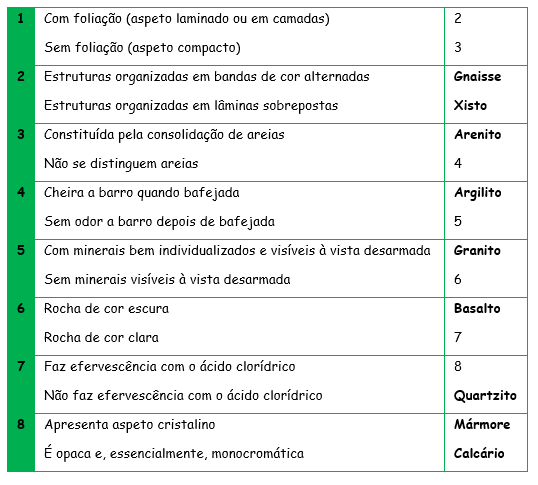 1 Com foliação (aspeto laminado ou em camadas) 2
Sem foliação (aspeto compacto) 3
2 Estruturas organizadas em bandas de cor alternadas Gnaisse
Estruturas organizadas em lâminas sobrepostas Xisto
3 Constituída pela consolidação de areias Arenito
Não se distinguem areias 4
4 Cheira a barro quando bafejada Argilito
Sem odor a barro depois de bafejada 5
5 Com minerais bem individualizados e visíveis à vista desarmada Granito
Sem minerais visíveis à vista desarmada 6
6 Rocha de cor escura Basalto
Rocha de cor clara 7
7 Faz efervescência com o ácido clorídrico 8
Não faz efervescência com o ácido clorídrico Quartzito
8 Apresenta aspeto cristalino Mármore
É opaca e, essencialmente, monocromática Calcário